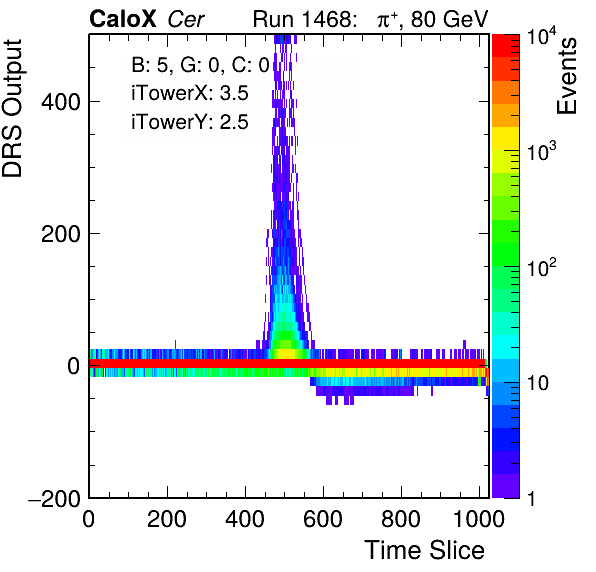 CaloX Cer Run 1468: π⁺, 80 GeV
B: 5, G: 0, C: 0
iTowerX: 3.5
iTowerY: 2.5
DRS Output
400
200
0
−200
0 200 400 600 800 1000
Time Slice
Events
10⁴
10³
10²
10
1